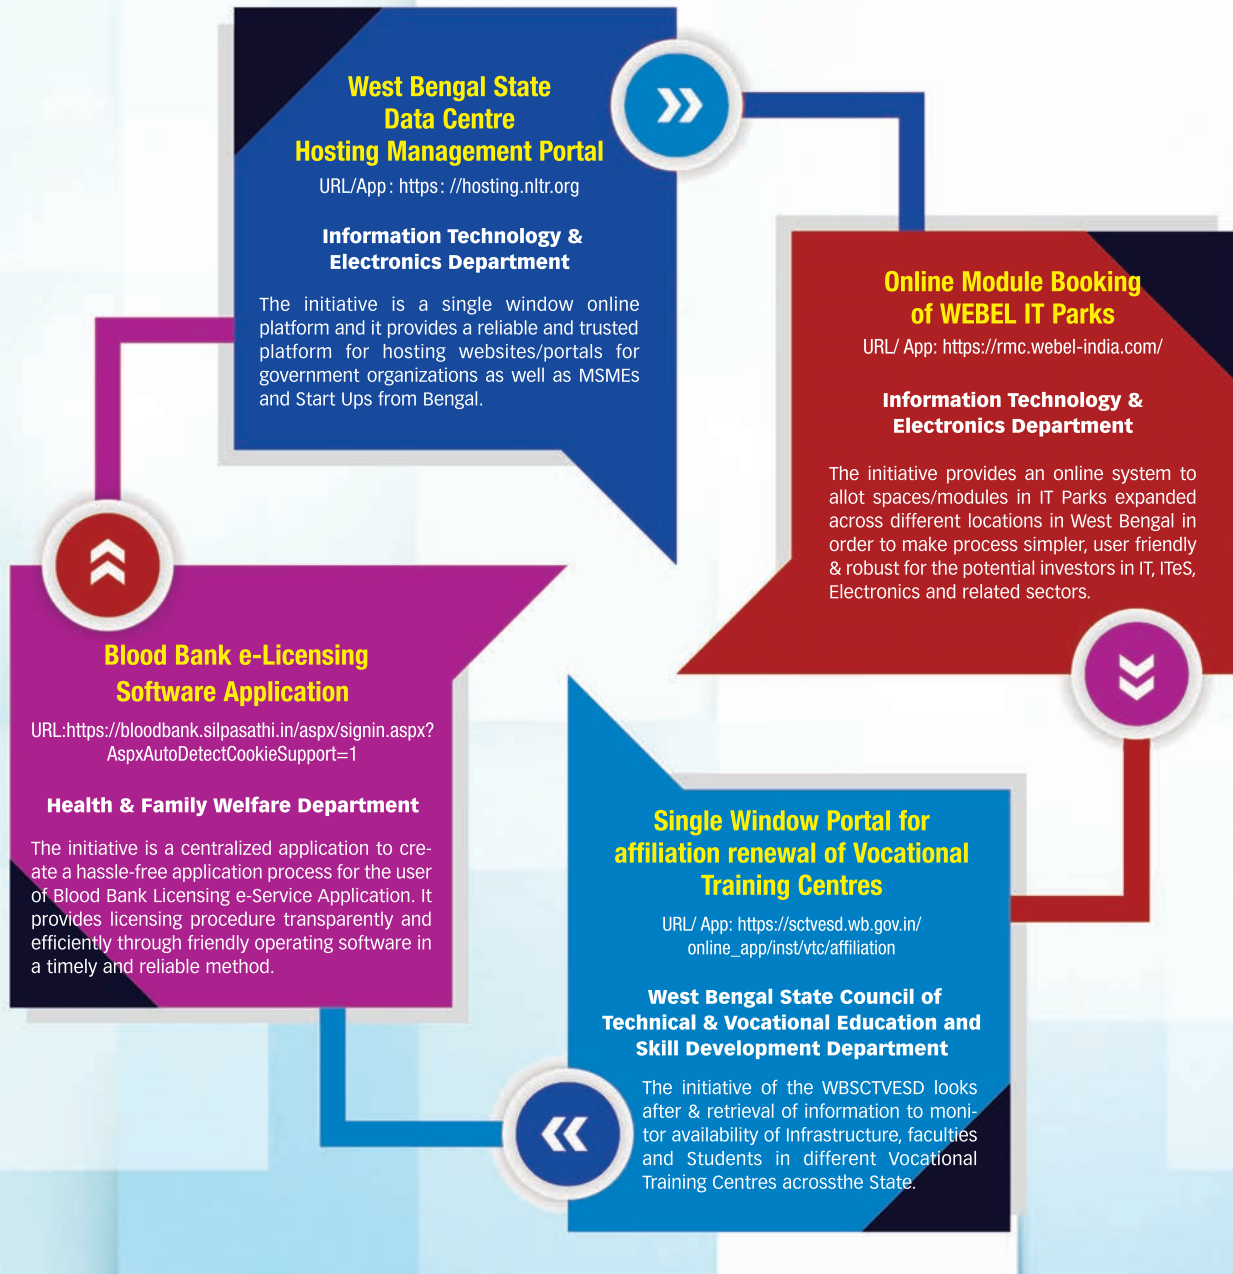 West Bengal State
Data Centre
Hosting Management Portal
URL/App : https: //hosting.nltr.org
Information Technology &
Electronics Department
The initiative is a single window online
platform and it provides a reliable and trusted
platform for hosting websites/portals for
government organizations as well as MSMEs
and Start Ups from Bengal.
Online Module Booking
of WEBEL IT Parks
URL/ App: https://rmc.webel-india.com/
Information Technology &
Electronics Department
The initiative provides an online system to
allot spaces/modules in IT Parks expanded
across different locations in West Bengal in
order to make process simpler, user friendly
& robust for the potential investors in IT, ITeS,
Electronics and related sectors.
Single Window Portal for
affiliation renewal of Vocational
Training Centres
URL/ App: https://sctvesd.wb.gov.in/
online_app/inst/vtc/affiliation
West Bengal State Council of
Technical & Vocational Education and
Skill Development Department
The initiative of the WBSCTVESD looks
after & retrieval of information to moni-
tor availability of Infrastructure, faculties
and Students in different Vocational
Training Centres acrossthe State.
Blood Bank e-Licensing
Software Application
URL:https://bloodbank.silpasathi.in/aspx/signin.aspx?
AspxAutoDetectCookieSupport=1
Health & Family Welfare Department
The initiative is a centralized application to cre-
ate a hassle-free application process for the user
of Blood Bank Licensing e-Service Application. It
provides licensing procedure transparently and
efficiently through friendly operating software in
a timely and reliable method.